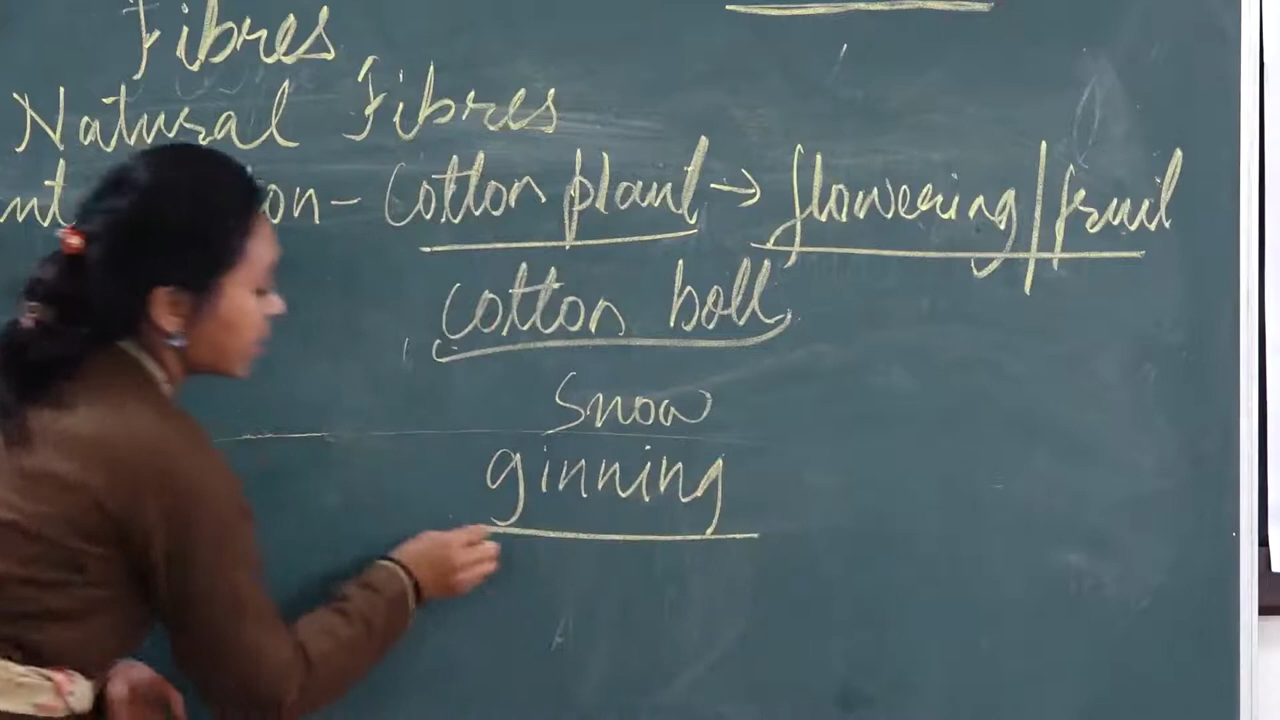 Fibres
Natural Fibres
- Cotton plant → flowering/fruit
cotton boll
Snow
ginning